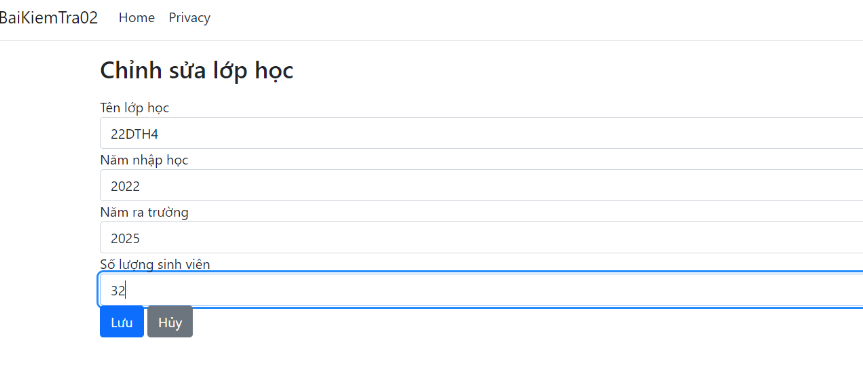 BaiKiemTra02 Home Privacy
Chỉnh sửa lớp học
Tên lớp học
22DTH4
Năm nhập học
2022
Năm ra trường
2025
Số lượng sinh viên
32
Lưu Hủy